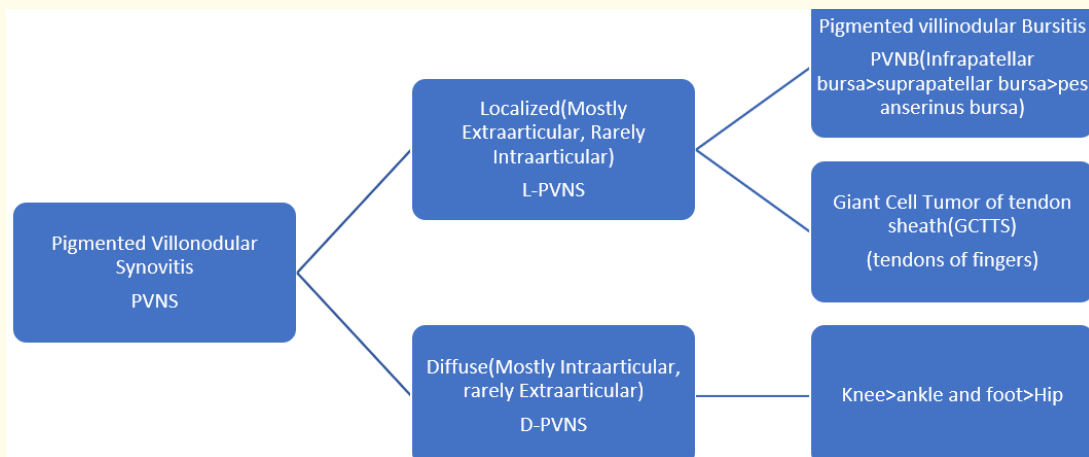 Pigmented Villonodular
Synovitis
PVNS
Localized(Mostly
Extraarticular, Rarely
Intraarticular)
L-PVNS
Diffuse(Mostly Intraarticular,
rarely Extraarticular)
D-PVNS
Pigmented villinodular Bursitis
PVNB(Infrapatellar
bursa>suprapatellar bursa>pes
anserinus bursa)
Giant Cell Tumor of tendon
sheath(GCTTS)
(tendons of fingers)
Knee>ankle and foot>Hip